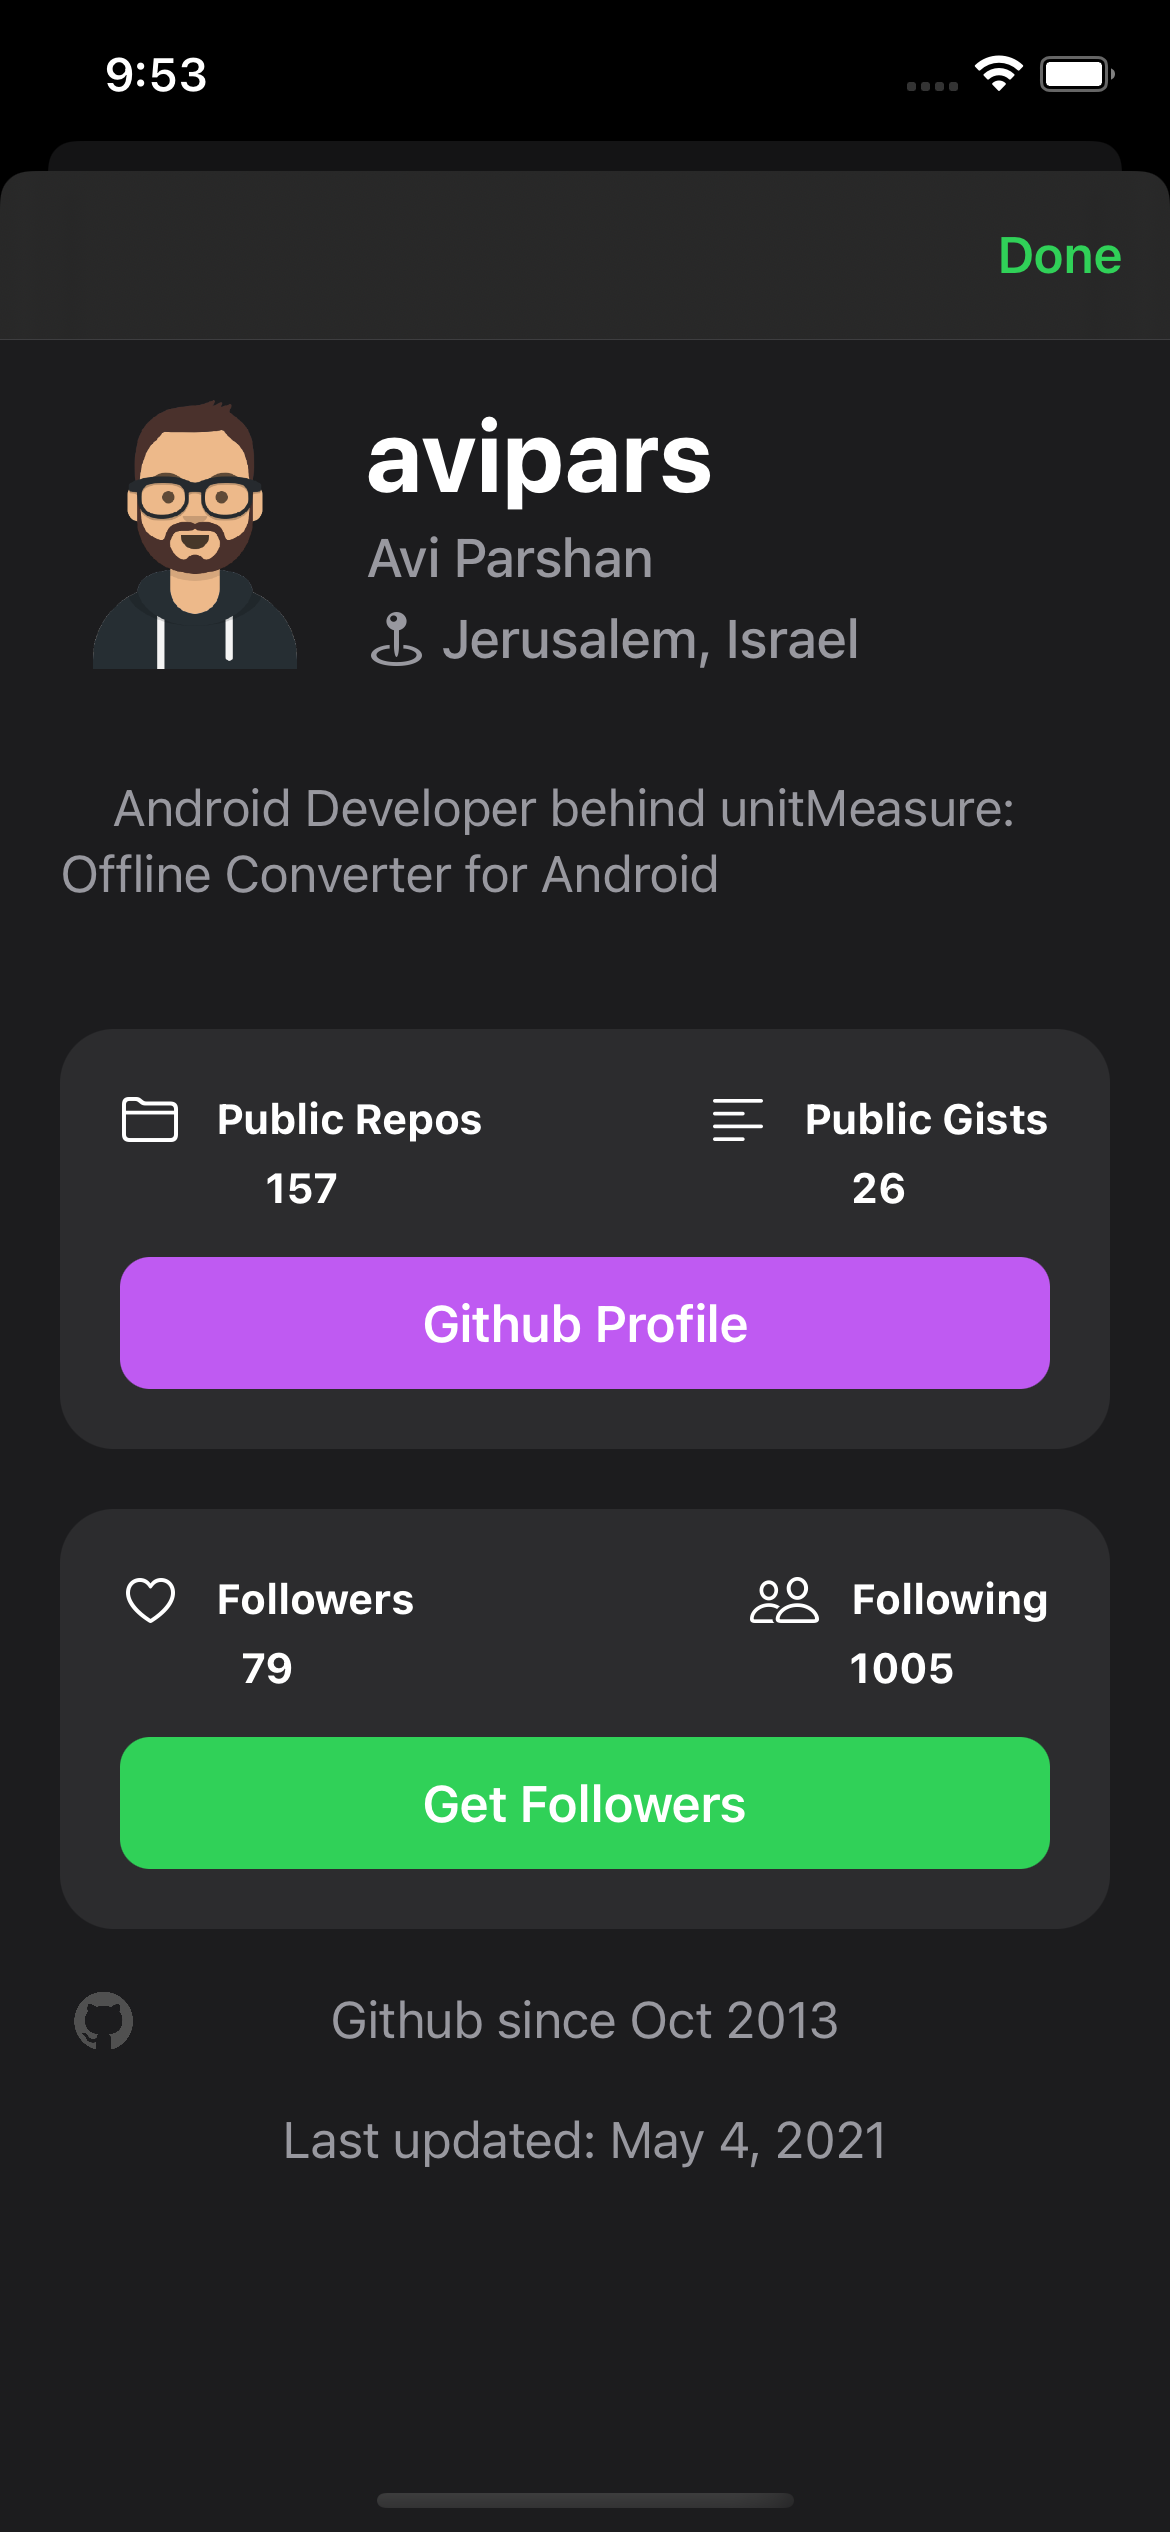 9:53
Done
avipars
Avi Parshan
Jerusalem, Israel
Android Developer behind unitMeasure:
Offline Converter for Android
Public Repos
157
Public Gists
26
Github Profile
Followers
79
Following
1005
Get Followers
Github since Oct 2013
Last updated: May 4, 2021